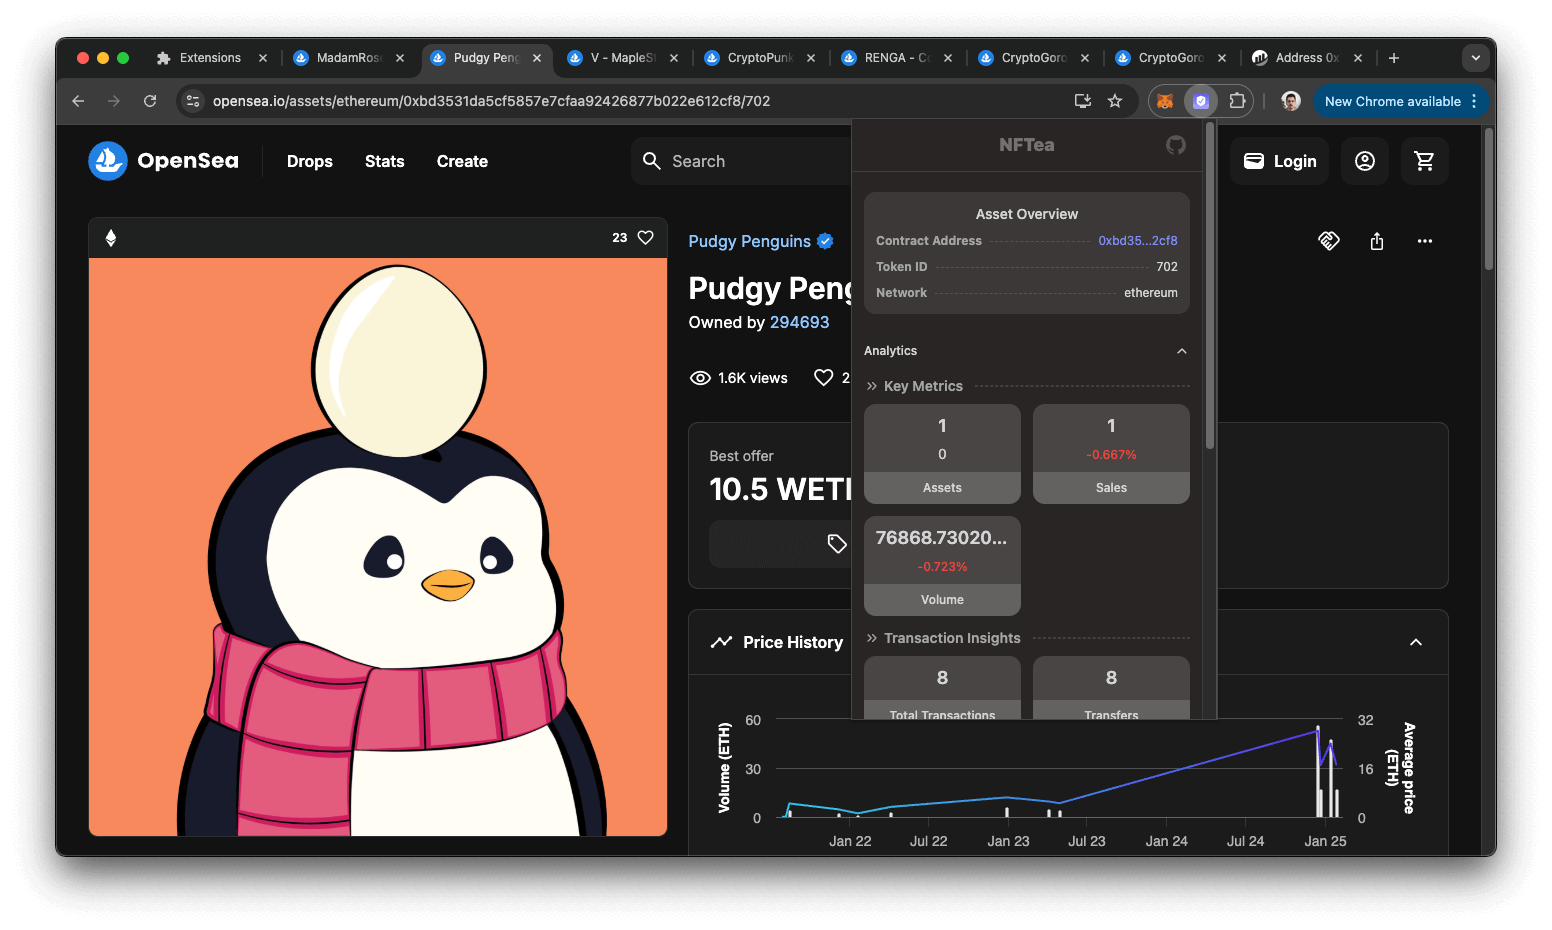 Extensions
MadamRos
Pudgy Peng
V - MapleSt
CryptoPunk
RENGA - Co
CryptoGoro
CryptoGoro
Address 0x
opensea.io/assets/ethereum/0xbd3531da5cf5857e7cfaa92426877b022e612cf8/702
New Chrome available
OpenSea
Drops
Stats
Create
Search
Login
NFTea
23
Pudgy Penguins
Pudgy Peng
Owned by 294693
1.6K views
2
Best offer
10.5 WETH
Price History
Asset Overview
Contract Address 0xbd35...2cf8
Token ID 702
Network ethereum
Analytics
Key Metrics
1
0
Assets
1
-0.667%
Sales
76868.73020...
-0.723%
Volume
Transaction Insights
8
Total Transactions
8
Transfers
Volume (ETH)
60
30
0
32
16
0
Average price (ETH)
Jan 22
Jul 22
Jan 23
Jul 23
Jan 24
Jul 24
Jan 25